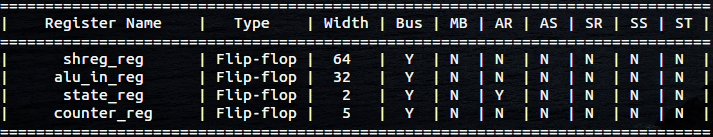 ===============================================================================
|    Register Name     |   Type    | Width | Bus | MB | AR | AS | SR | SS | ST |
===============================================================================
|      shreg_reg       | Flip-flop |  64   |  Y  | N  | N  | N  | N  | N  | N  |
|      alu_in_reg      | Flip-flop |  32   |  Y  | N  | N  | N  | N  | N  | N  |
|      state_reg       | Flip-flop |   2   |  Y  | N  | Y  | N  | N  | N  | N  |
|     counter_reg      | Flip-flop |   5   |  Y  | N  | N  | N  | N  | N  | N  |
===============================================================================